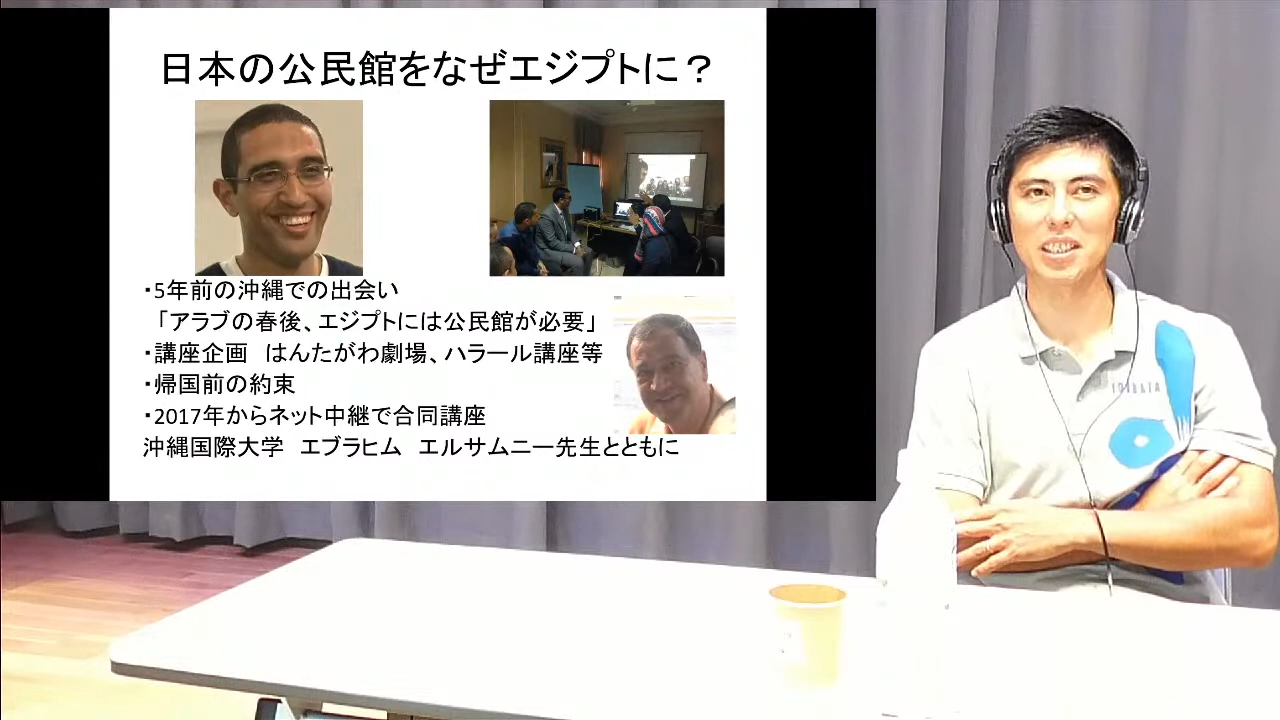 日本の公民館をなぜエジプトに？
・5年前の沖縄での出会い
「アラブの春後、エジプトには公民館が必要」
・講座企画　はんたがわ劇場、ハラール講座等
・帰国前の約束
・2017年からネット中継で合同講座
沖縄国際大学　エブラヒム　エルサムニー先生とともに